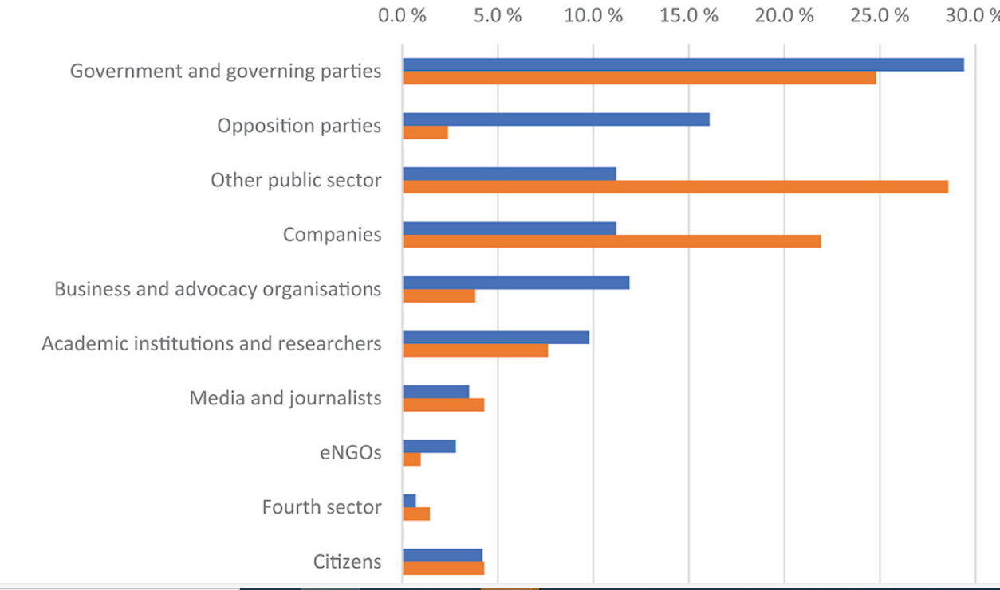 0.0 % 5.0 % 10.0 % 15.0 % 20.0 % 25.0 % 30.0 %
Government and governing parties
Opposition parties
Other public sector
Companies
Business and advocacy organisations
Academic institutions and researchers
Media and journalists
eNGOs
Fourth sector
Citizens